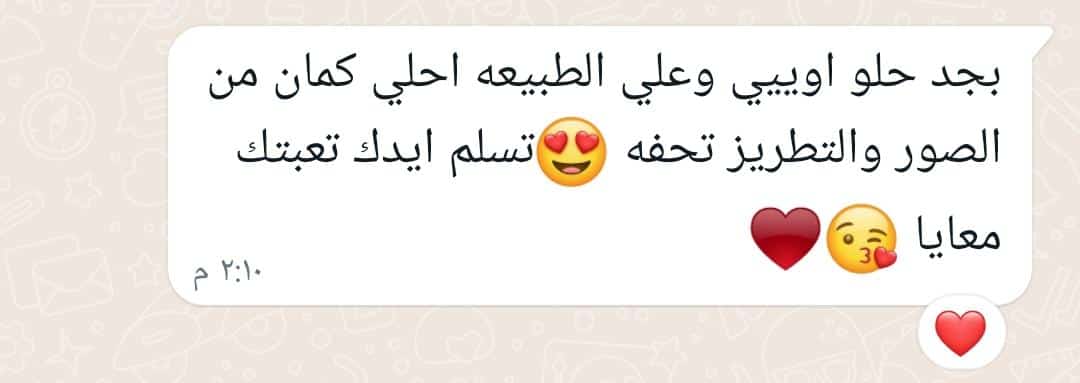 بجد حلو اوييي وعلي الطبيعه احلي كمان من
الصور والتطريز تحفه 😍تسلم ايدك تعبتك
معايا 😘♥️
٢:١٠ م
❤️